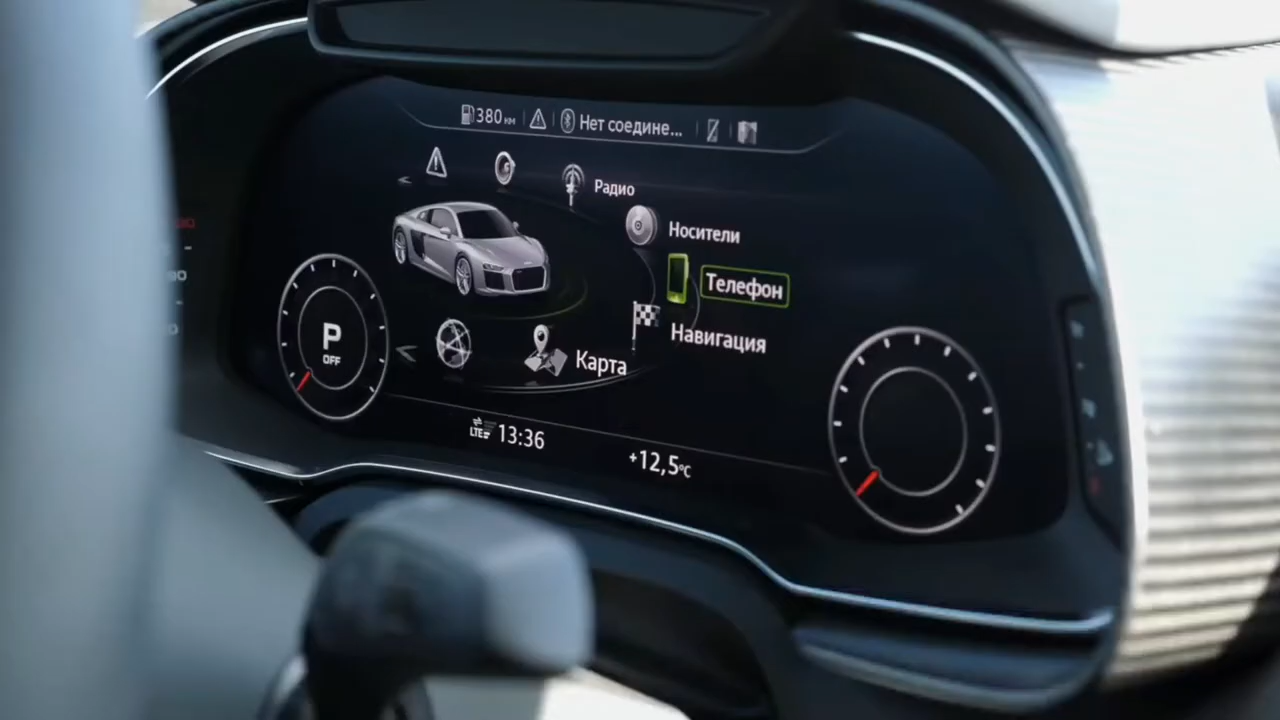 380 км
Нет соедине...
Радио
Носители
Телефон
Навигация
Карта
P
OFF
LTE 13:36
+12,5°C